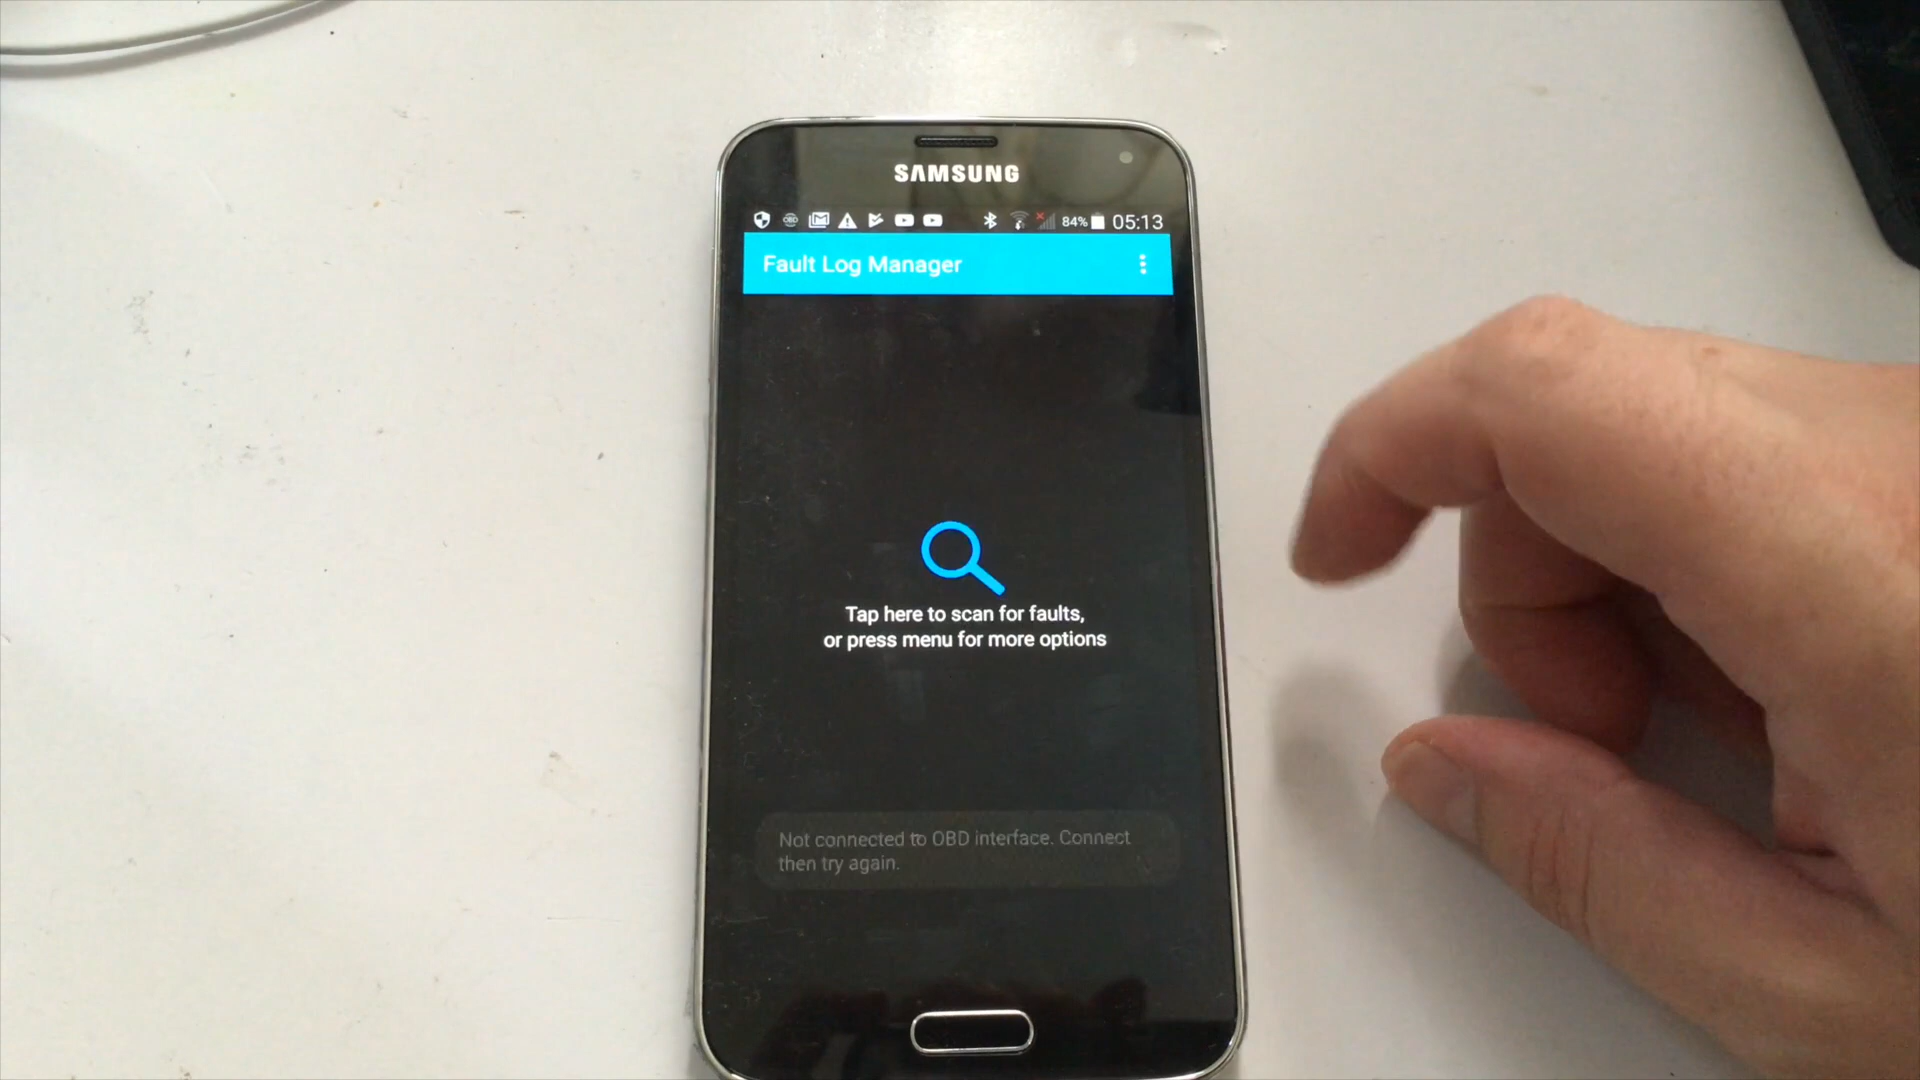 SAMSUNG
OBD 84% 05:13
Fault Log Manager
Tap here to scan for faults,
or press menu for more options
Not connected to OBD interface. Connect
then try again.